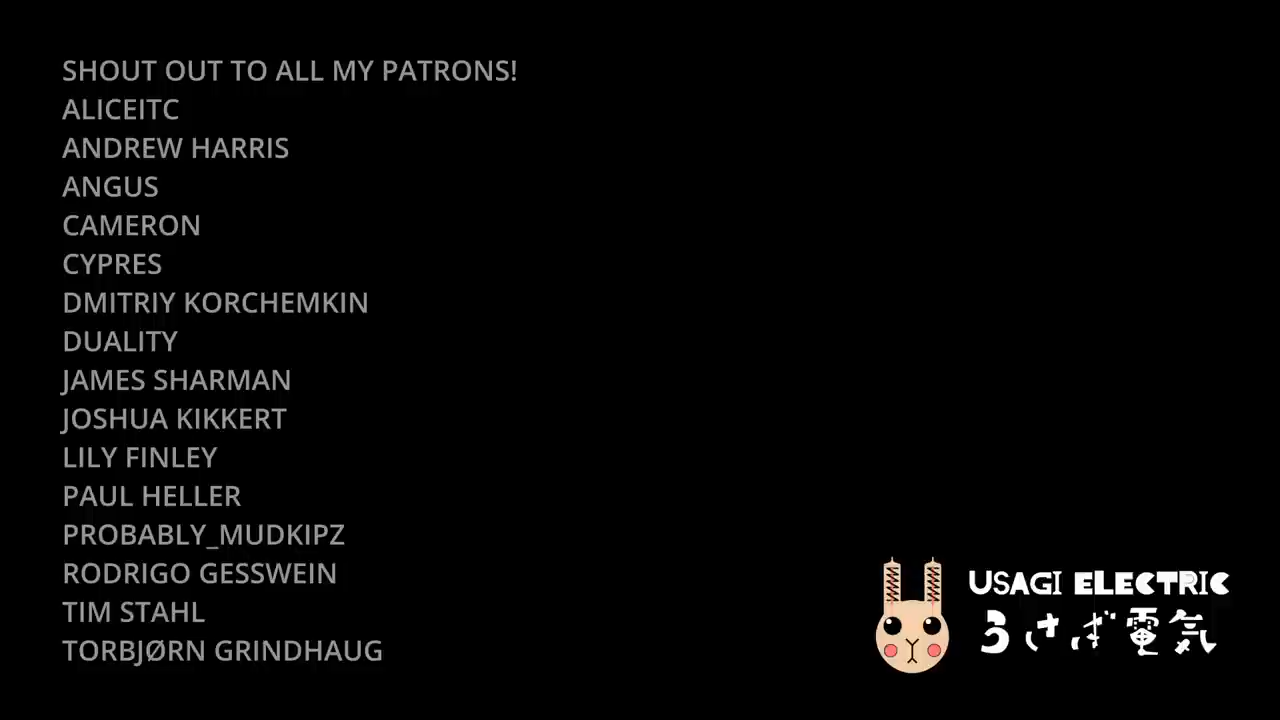 SHOUT OUT TO ALL MY PATRONS!
ALICEITC
ANDREW HARRIS
ANGUS
CAMERON
CYPRES
DMITRIY KORCHEMKIN
DUALITY
JAMES SHARMAN
JOSHUA KIKKERT
LILY FINLEY
PAUL HELLER
PROBABLY_MUDKIPZ
RODRIGO GESSWEIN
TIM STAHL
TORBJØRN GRINDHAUG
USAGI ELECTRIC
うさぎ電気